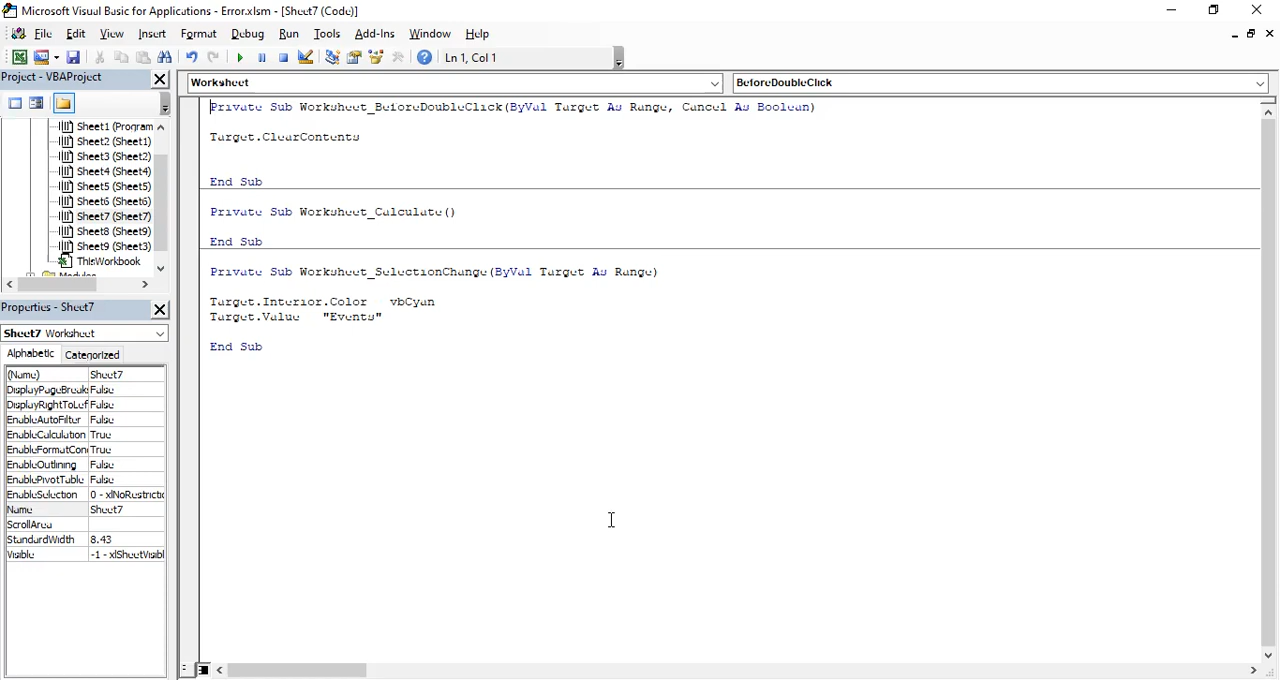 Microsoft Visual Basic for Applications - Error.xlsm - [Sheet7 (Code)]
File Edit View Insert Format Debug Run Tools Add-Ins Window Help
Ln 1, Col 1
Project - VBAProject
Worksheet
BeforeDoubleClick
Sheet1 (Program
Sheet2 (Sheet1)
Sheet3 (Sheet2)
Sheet4 (Sheet4)
Sheet5 (Sheet5)
Sheet6 (Sheet6)
Sheet7 (Sheet7)
Sheet8 (Sheet9)
Sheet9 (Sheet3)
ThisWorkbook
Modules
Private Sub Worksheet_BeforeDoubleClick(ByVal Target As Range, Cancel As Boolean)
Target.ClearContents
End Sub
Private Sub Worksheet_Calculate()
End Sub
Private Sub Worksheet_SelectionChange(ByVal Target As Range)
Target.Interior.Color vbCyan
Target.Value "Events"
End Sub
Properties - Sheet7
Sheet7 Worksheet
Alphabetic Categorized
(Name) Sheet7
DisplayPageBreaks False
DisplayRightToLef False
EnableAutoFilter False
EnableCalculation True
EnableFormatCon True
EnableOutlining False
EnablePivotTable False
EnableSelection 0 - xlNoRestrictio
Name Sheet7
ScrollArea
StandardWidth 8.43
Visible -1 - xlSheetVisibl